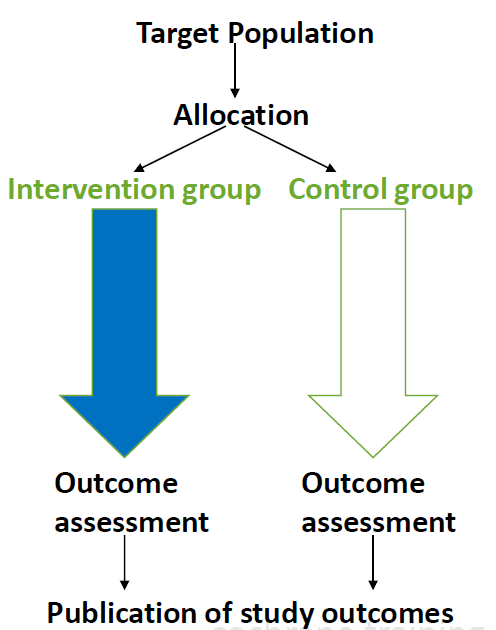 Target Population
Allocation
Intervention group
Control group
Outcome
assessment
Outcome
assessment
Publication of study outcomes